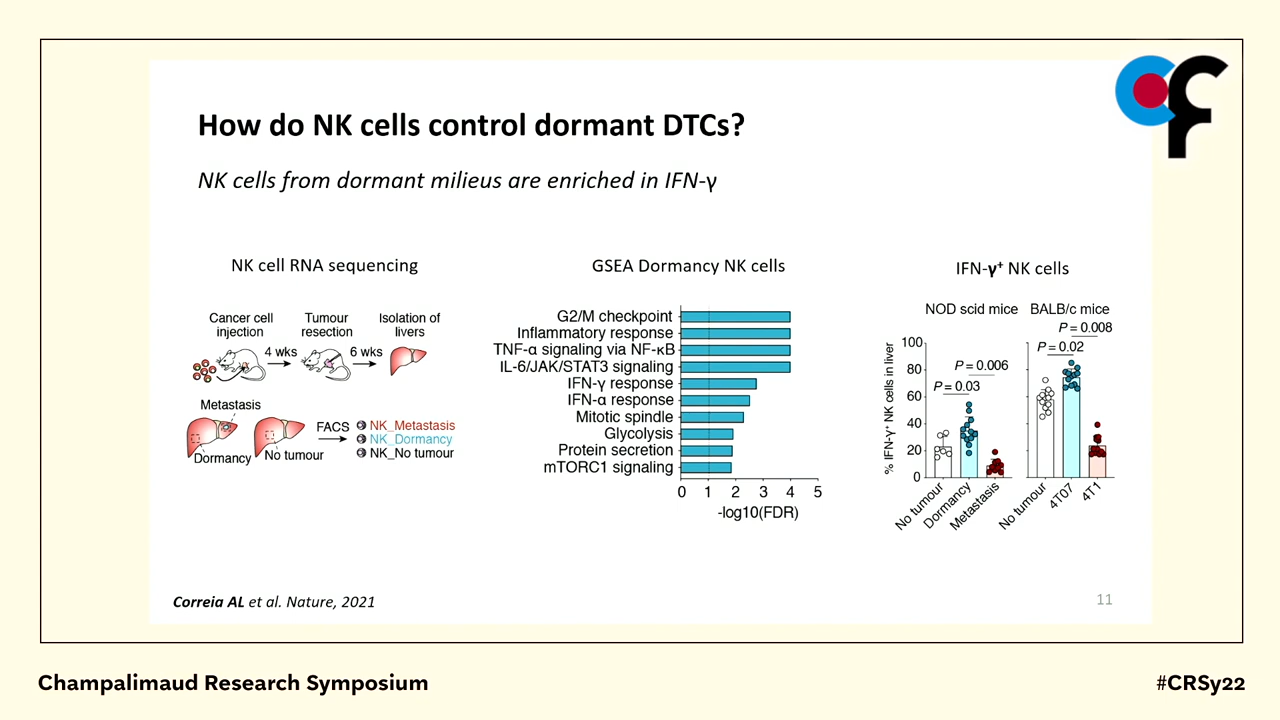 How do NK cells control dormant DTCs?
NK cells from dormant milieus are enriched in IFN-γ
NK cell RNA sequencing
Cancer cell
injection
Tumour
resection
Isolation of
livers
4 wks
6 wks
Metastasis
Dormancy
No tumour
FACS
NK_Metastasis
NK_Dormancy
NK_No tumour
GSEA Dormancy NK cells
G2/M checkpoint
Inflammatory response
TNF-α signaling via NF-κB
IL-6/JAK/STAT3 signaling
IFN-γ response
IFN-α response
Mitotic spindle
Glycolysis
Protein secretion
mTORC1 signaling
0 1 2 3 4 5
-log10(FDR)
IFN-γ+ NK cells
NOD scid mice
BALB/c mice
P = 0.008
P = 0.02
P = 0.006
P = 0.03
% IFN-γ+ NK cells in liver
100
80
60
40
20
0
No tumour
Dormancy
Metastasis
No tumour
4T07
4T1
Correia AL et al. Nature, 2021
11
Champalimaud Research Symposium
#CRSy22